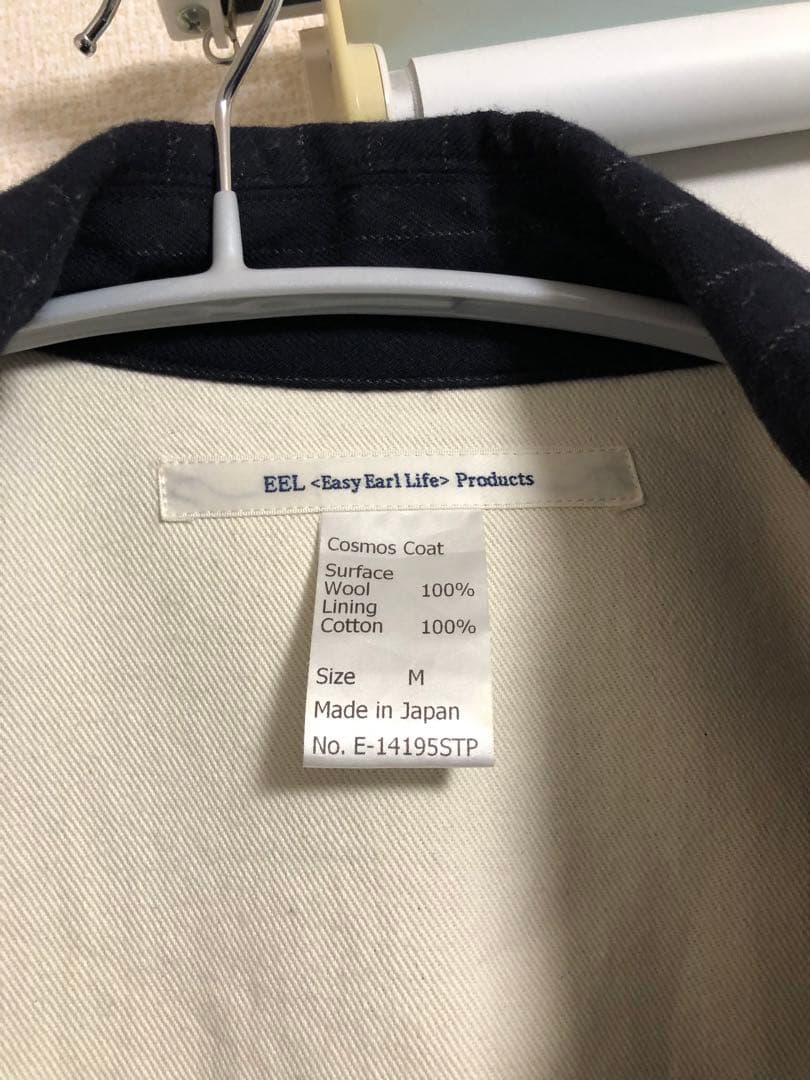 EEL <Easy Earl Life> Products
Cosmos Coat
Surface
Wool 100%
Lining
Cotton 100%
Size M
Made in Japan
No. E-14195STP